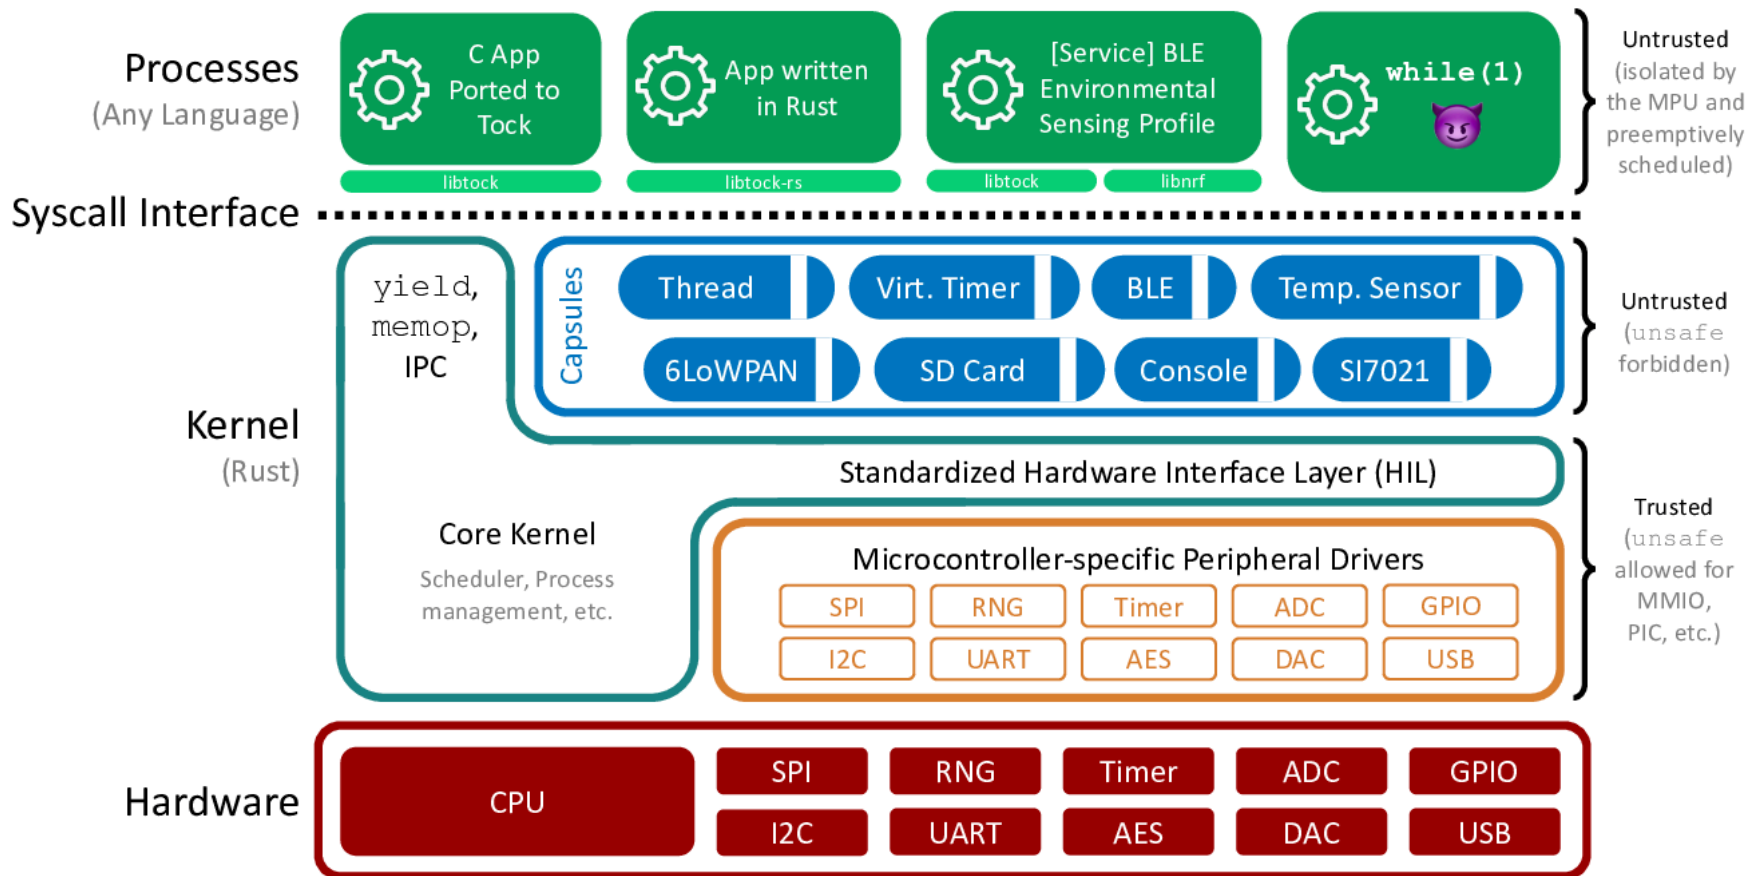 Processes
(Any Language)
C App
Ported to
Tock
libtock
App written
in Rust
libtock-rs
[Service] BLE
Environmental
Sensing Profile
libtock
libnrf
while(1)
Untrusted
(isolated by
the MPU and
preemptively
scheduled)
Syscall Interface
Kernel
(Rust)
yield,
memop,
IPC
Capsules
Thread
Virt. Timer
BLE
Temp. Sensor
6LoWPAN
SD Card
Console
SI7021
Untrusted
(unsafe
forbidden)
Standardized Hardware Interface Layer (HIL)
Core Kernel
Scheduler, Process
management, etc.
Microcontroller-specific Peripheral Drivers
SPI
RNG
Timer
ADC
GPIO
I2C
UART
AES
DAC
USB
Trusted
(unsafe
allowed for
MMIO,
PIC, etc.)
Hardware
CPU
SPI
RNG
Timer
ADC
GPIO
I2C
UART
AES
DAC
USB